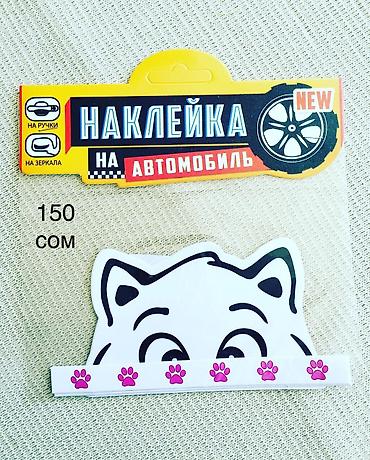 НАКЛЕЙКА
НА АВТОМОБИЛЬ
NEW
НА РУЧКИ
НА ЗЕРКАЛА
150
сом